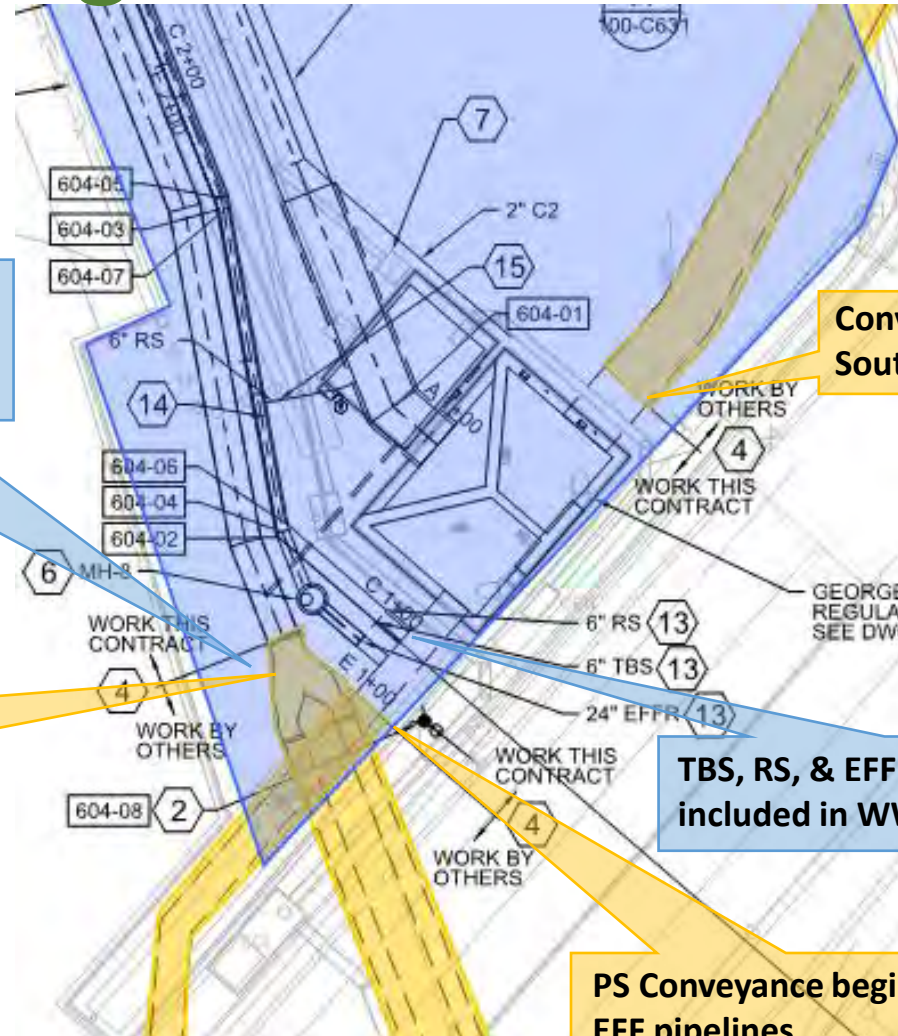 100-C631
C 2+00
2+00
7
604-05
604-03
604-07
2" C2
15
604-01
6" RS
Conv
Sout
A
00
14
WORK BY
OTHERS
4
WORK THIS
CONTRACT
604-06
604-04
604-02
6
MH-8
C 1+00
GEORGE
REGULA
SEE DW
WORK THIS
CONTRACT
6" RS 13
6" TBS 13
24" EFFR 13
4
E 1+00
WORK BY
OTHERS
WORK THIS
CONTRACT
TBS, RS, & EFF
included in W
604-08 2
4
WORK BY
OTHERS
PS Conveyance begi
EFF pipelines